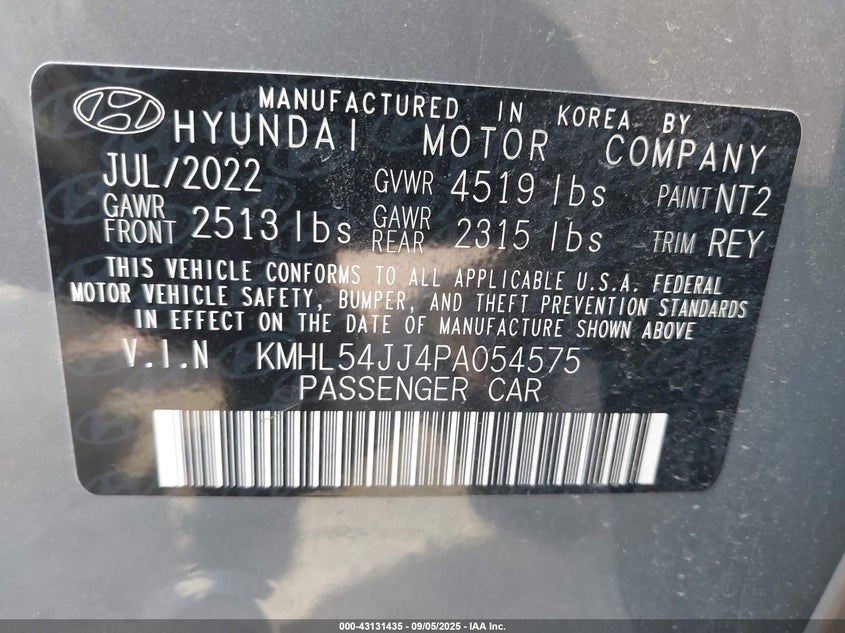 MANUFACTURED IN KOREA BY
HYUNDAI MOTOR COMPANY
JUL/2022 GVWR 4519 lbs PAINT NT2
GAWR FRONT 2513 lbs GAWR REAR 2315 lbs TRIM REY
THIS VEHICLE CONFORMS TO ALL APPLICABLE U.S.A. FEDERAL
MOTOR VEHICLE SAFETY, BUMPER, AND THEFT PREVENTION STANDARDS
IN EFFECT ON THE DATE OF MANUFACTURE SHOWN ABOVE
V.I.N KMHL54JJ4PA054575
PASSENGER CAR
000-43131435 - 09/05/2025 - IAA Inc.